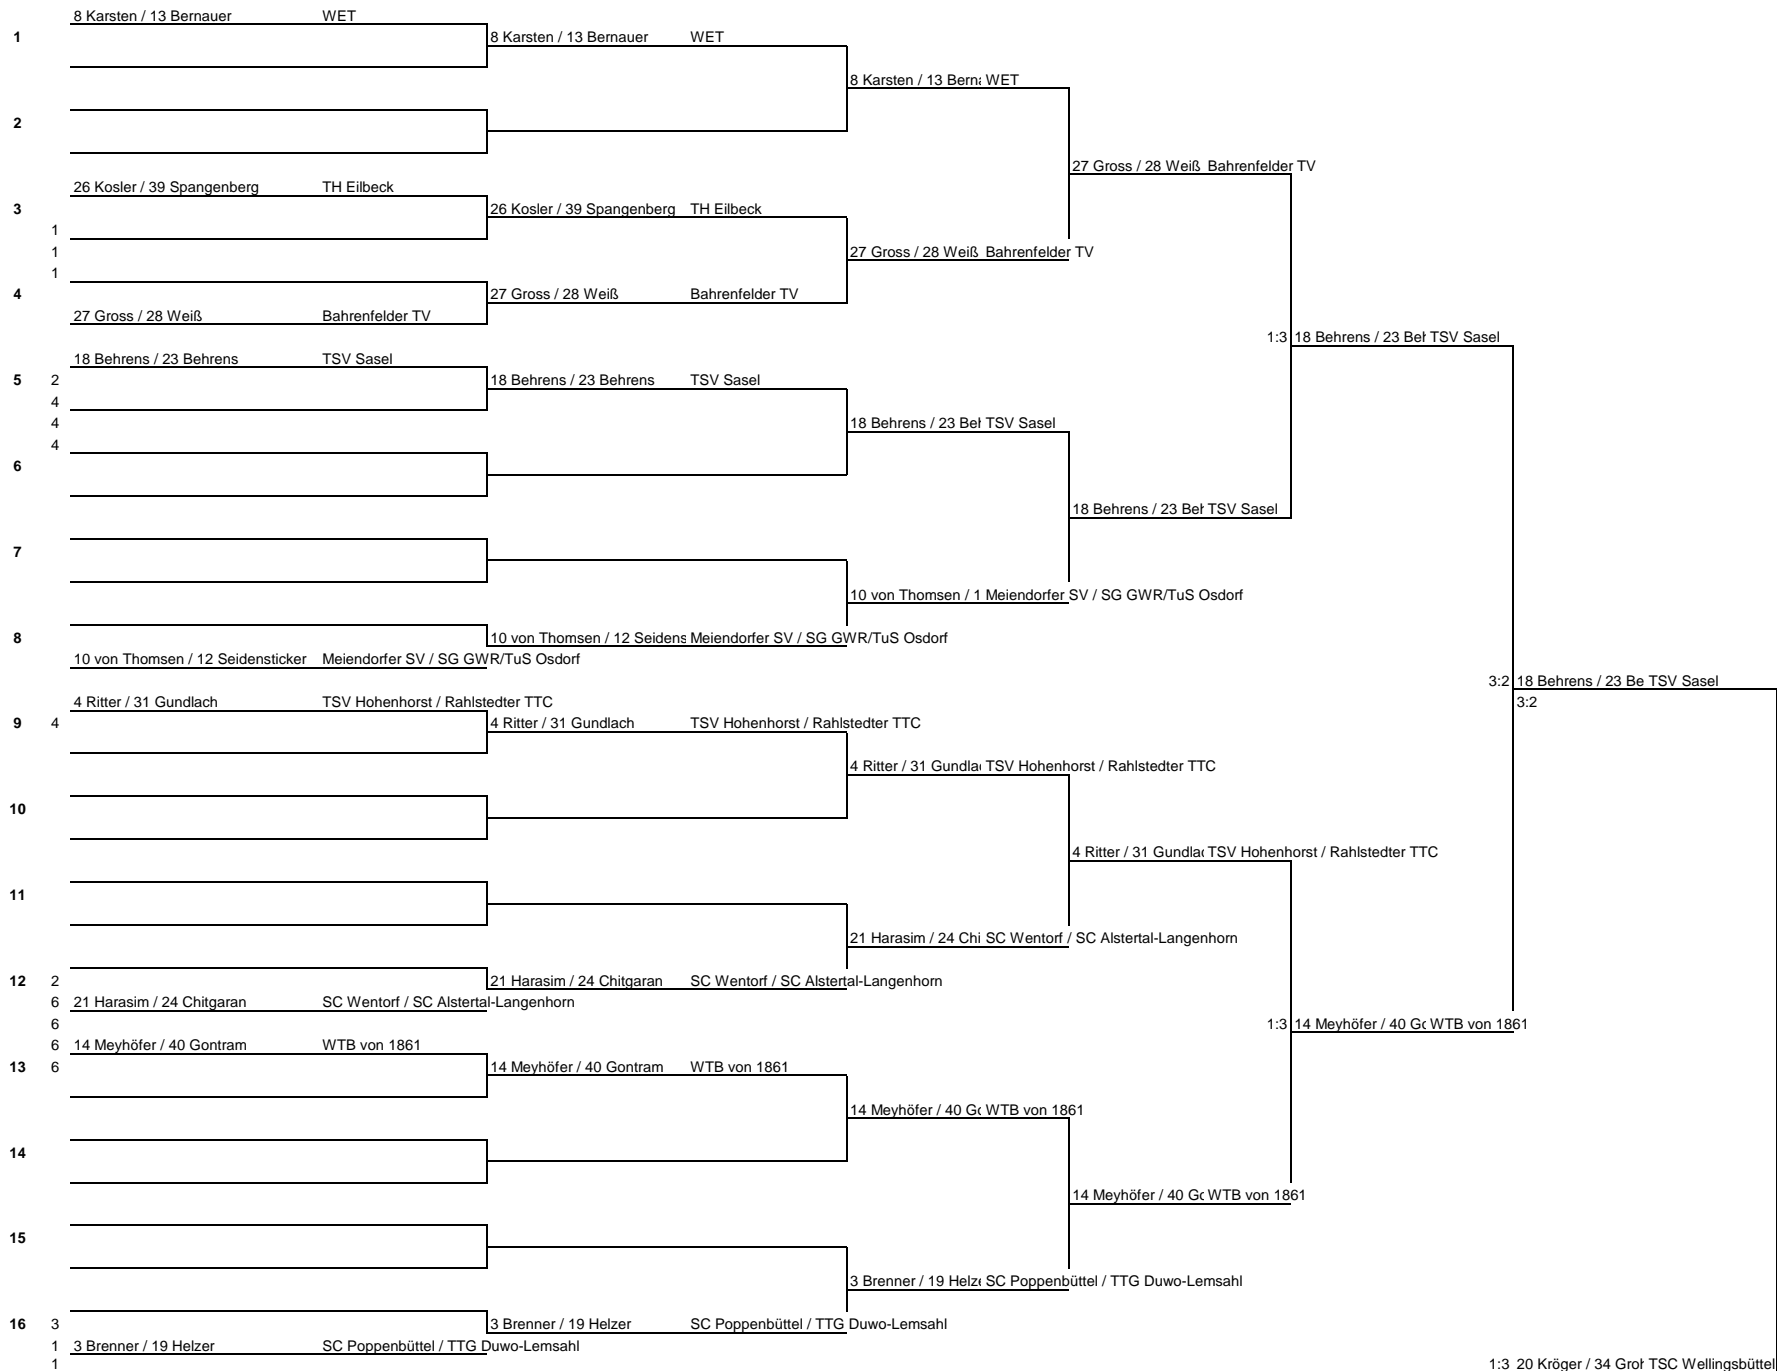 8 Karsten / 13 Bernauer WET
1 8 Karsten / 13 Bernauer WET
8 Karsten / 13 Berna WET
2
27 Gross / 28 Weiß Bahrenfelder TV
26 Kosler / 39 Spangenberg TH Eilbeck
3 26 Kosler / 39 Spangenberg TH Eilbeck
1
1 27 Gross / 28 Weiß Bahrenfelder TV
1
4 27 Gross / 28 Weiß Bahrenfelder TV
27 Gross / 28 Weiß Bahrenfelder TV
1:3 18 Behrens / 23 Beh TSV Sasel
18 Behrens / 23 Behrens TSV Sasel
5 2 18 Behrens / 23 Behrens TSV Sasel
4
4 18 Behrens / 23 Beh TSV Sasel
4
6
18 Behrens / 23 Beh TSV Sasel
7
10 von Thomsen / 1 Meiendorfer SV / SG GWR/TuS Osdorf
8 10 von Thomsen / 12 Seidens Meiendorfer SV / SG GWR/TuS Osdorf
10 von Thomsen / 12 Seidensticker Meiendorfer SV / SG GWR/TuS Osdorf
3:2 18 Behrens / 23 Be TSV Sasel
4 Ritter / 31 Gundlach TSV Hohenhorst / Rahlstedter TTC 3:2
9 4 4 Ritter / 31 Gundlach TSV Hohenhorst / Rahlstedter TTC
4 Ritter / 31 Gundla TSV Hohenhorst / Rahlstedter TTC
10
4 Ritter / 31 Gundla TSV Hohenhorst / Rahlstedter TTC
11
21 Harasim / 24 Chi SC Wentorf / SC Alstertal-Langenhorn
12 2 21 Harasim / 24 Chitgaran SC Wentorf / SC Alstertal-Langenhorn
6 21 Harasim / 24 Chitgaran SC Wentorf / SC Alstertal-Langenhorn
6 1:3 14 Meyhöfer / 40 Go WTB von 1861
6 14 Meyhöfer / 40 Gontram WTB von 1861
13 6 14 Meyhöfer / 40 Gontram WTB von 1861
14 Meyhöfer / 40 Go WTB von 1861
14
14 Meyhöfer / 40 Go WTB von 1861
15
3 Brenner / 19 Helze SC Poppenbüttel / TTG Duwo-Lemsahl
16 3 3 Brenner / 19 Helzer SC Poppenbüttel / TTG Duwo-Lemsahl
1 3 Brenner / 19 Helzer SC Poppenbüttel / TTG Duwo-Lemsahl
1 1:3 20 Kröger / 34 Groh TSC Wellingsbüttel